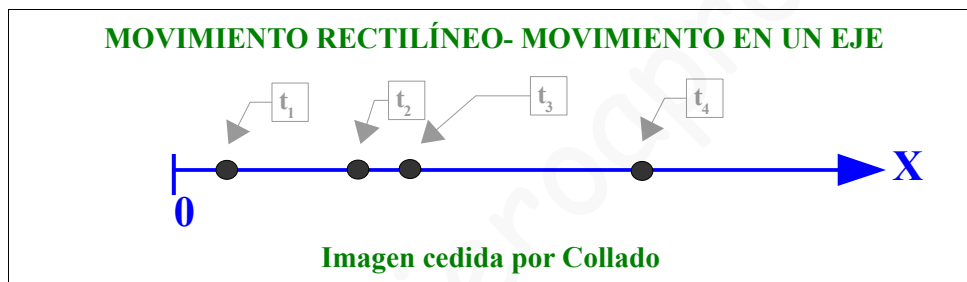 MOVIMIENTO RECTILÍNEO- MOVIMIENTO EN UN EJE
t1
t2
t3
t4
X
0
Imagen cedida por Collado